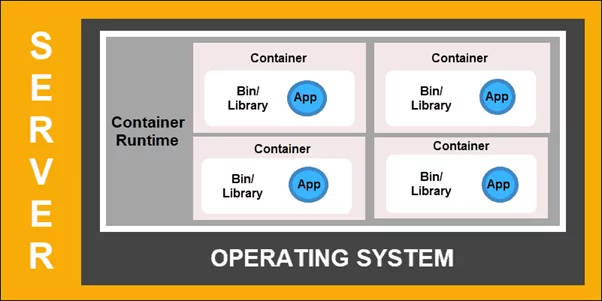 SERVER
Container
Runtime
Container
Bin/
Library
App
Container
Bin/
Library
App
Container
Bin/
Library
App
Container
Bin/
Library
App
OPERATING SYSTEM